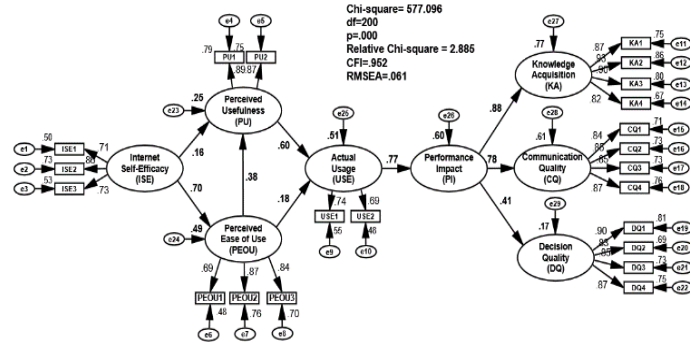 Chi-square= 577.096
df=200
p=.000
Relative Chi-square = 2.885
CFI=.952
RMSEA=.061
e4
e5
.79
.75
PU1
PU2
.89
.87
.25
e23
Perceived
Usefulness
(PU)
e1
.50
ISE1
.71
e2
.73
ISE2
e3
.53
ISE3
.73
Internet
Self-Efficacy
(ISE)
.16
.70
.38
.60
.18
.49
e24
Perceived
Ease of Use
(PEOU)
.69
.87
.84
PEOU1
PEOU2
PEOU3
.48
.76
.70
e6
e7
e8
e25
.51
Actual
Usage
(USE)
.74
.69
USE1
USE2
.55
.48
e9
e10
.77
e26
.60
Performance
Impact
(PI)
.88
.78
.41
e27
.77
Knowledge
Acquisition
(KA)
.87
KA1
.75
e11
KA2
.86
e12
KA3
.80
e13
.82
KA4
.67
e14
e28
.61
Communication
Quality
(CQ)
.84
CQ1
.71
e15
CQ2
.73
e16
CQ3
.73
e17
.87
CQ4
.76
e18
e29
.17
Decision
Quality
(DQ)
.90
DQ1
.81
e19
DQ2
.69
e20
DQ3
.73
e21
.87
DQ4
.75
e22